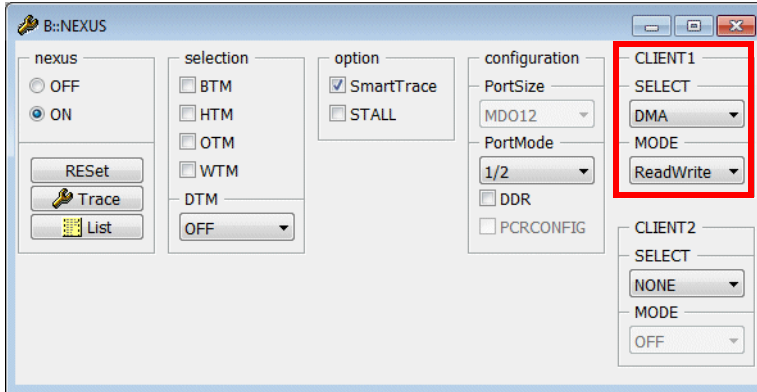 B::NEXUS
nexus
OFF
ON
RESet
Trace
List
selection
BTM
HTM
OTM
WTM
DTM
OFF
option
SmartTrace
STALL
configuration
PortSize
MDO12
PortMode
1/2
DDR
PCRCONFIG
CLIENT1
SELECT
DMA
MODE
ReadWrite
CLIENT2
SELECT
NONE
MODE
OFF